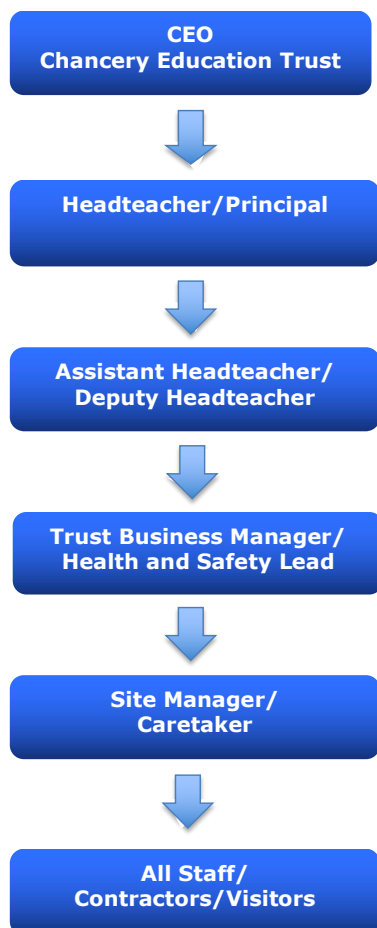 CEO
Chancery Education Trust
Headteacher/Principal
Assistant Headteacher/
Deputy Headteacher
Trust Business Manager/
Health and Safety Lead
Site Manager/
Caretaker
All Staff/
Contractors/Visitors